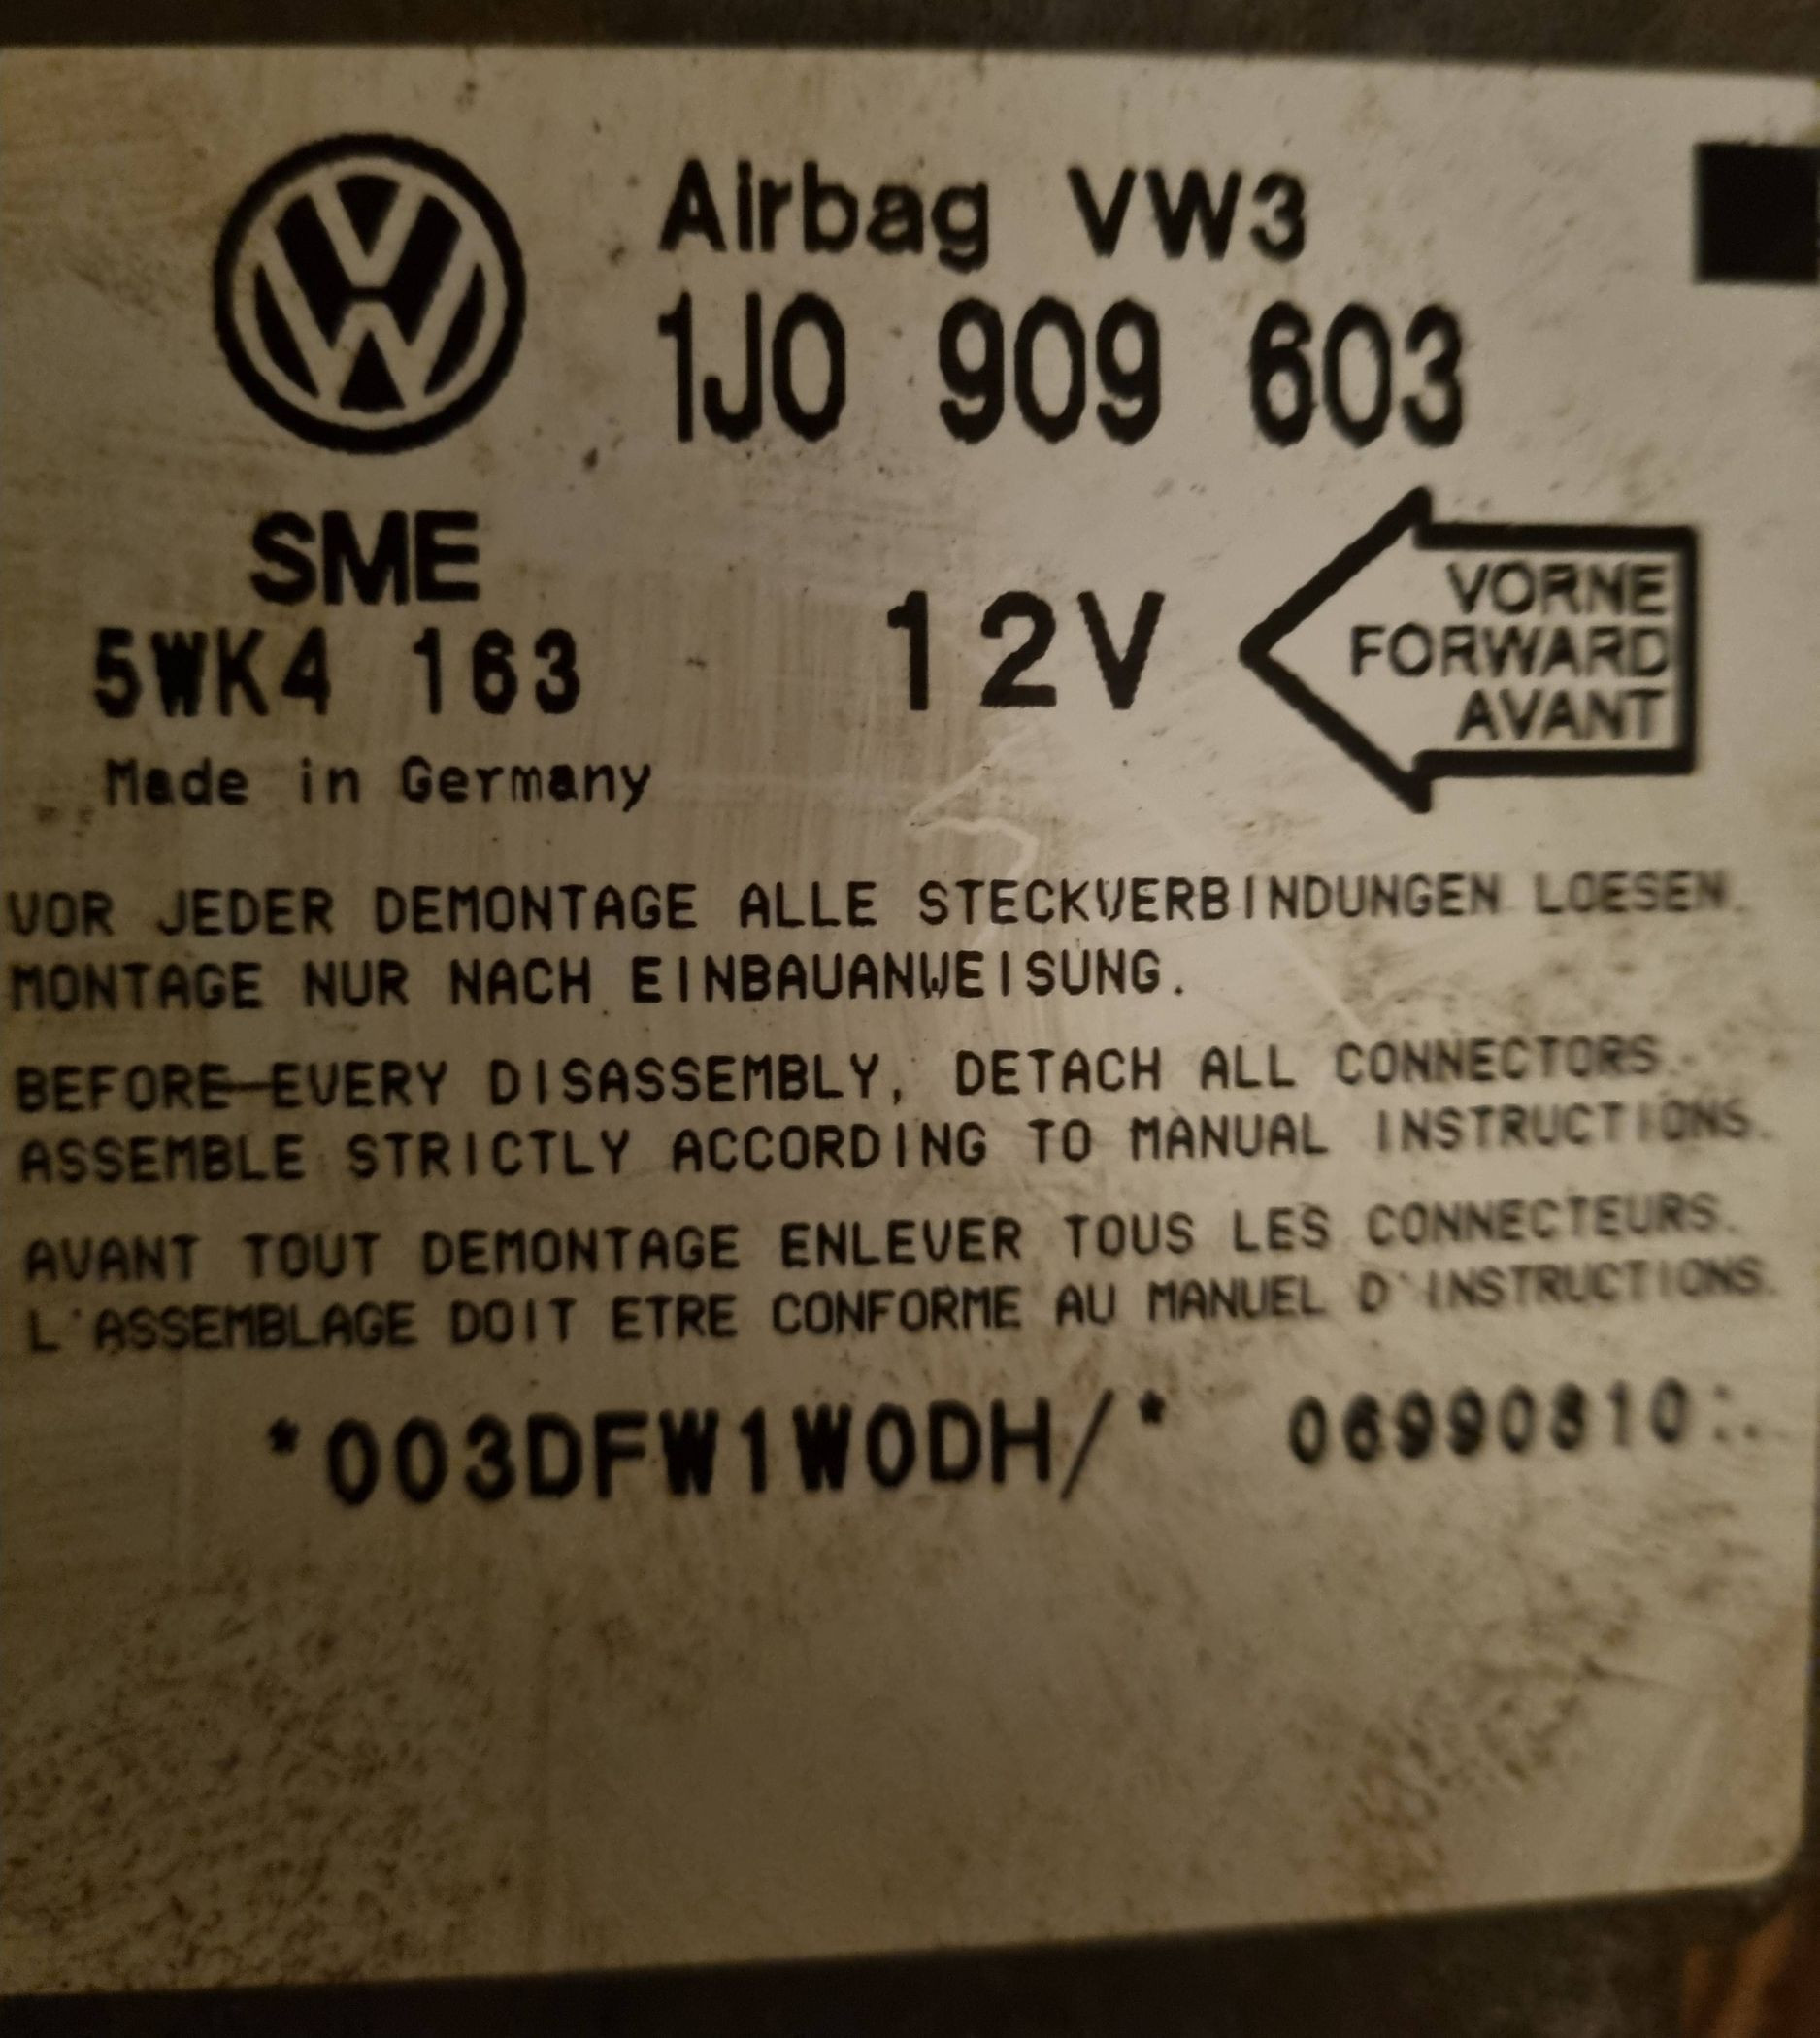 Airbag VW3
1J0 909 603
SME
5WK4 163
12V
VORNE
FORWARD
AVANT
Made in Germany
VOR JEDER DEMONTAGE ALLE STECKVERBINDUNGEN LOESEN.
MONTAGE NUR NACH EINBAUANWEISUNG.
BEFORE EVERY DISASSEMBLY, DETACH ALL CONNECTORS.
ASSEMBLE STRICTLY ACCORDING TO MANUAL INSTRUCTIONS.
AVANT TOUT DEMONTAGE ENLEVER TOUS LES CONNECTEURS.
L'ASSEMBLAGE DOIT ETRE CONFORME AU MANUEL D'INSTRUCTIONS.
*003DFW1W0DH/* 06990810:.